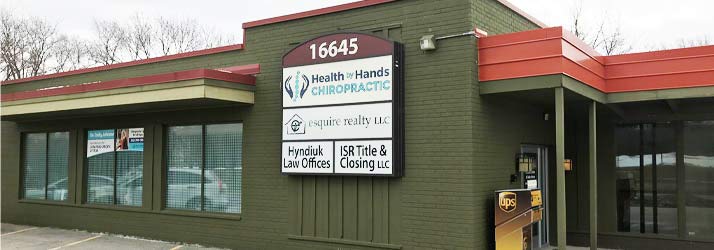 16645
Health by Hands
CHIROPRACTIC
esquire realty LLC
Hyndiuk
Law Offices
ISR Title &
Closing LLC
ups